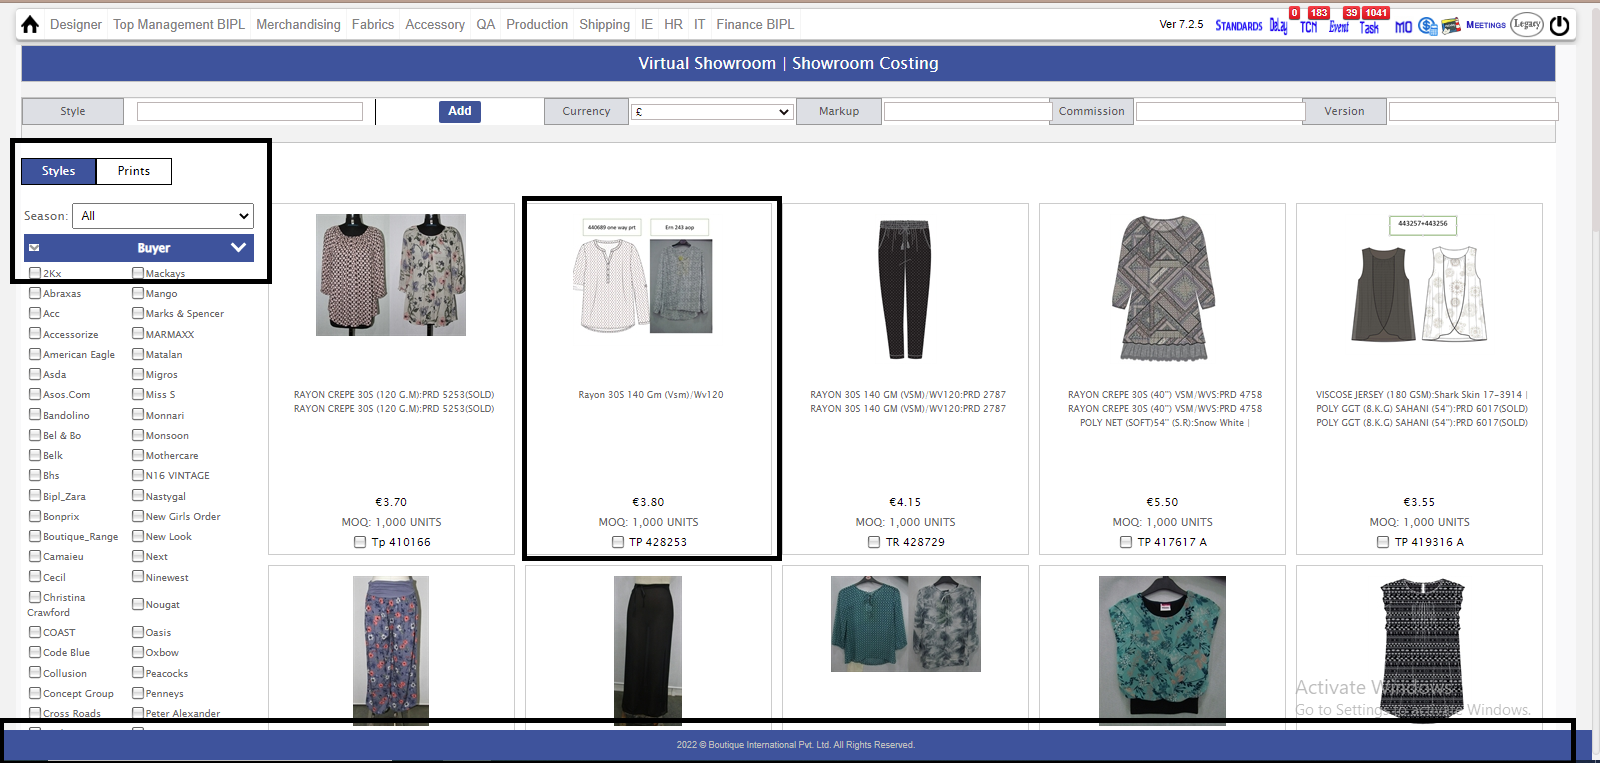 Designer Top Management BIPL Merchandising Fabrics Accessory QA Production Shipping IE HR IT Finance BIPL Ver 7.2.5 STANDARDS Delay 0 TCN 183 Event 39 Task 1041 MO MEETINGS Legacy
Virtual Showroom | Showroom Costing
Style Add Currency £ Markup Commission Version
Styles Prints
Season: All
Buyer
2Kx Mackays
Abraxas Mango
Acc Marks & Spencer
Accessorize MARMAXX
American Eagle Matalan
Asda Migros
Asos.Com Miss S
Bandolino Monnari
Bel & Bo Monsoon
Belk Mothercare
Bhs N16 VINTAGE
Bipl_Zara Nastygal
Bonprix New Girls Order
Boutique_Range New Look
Camaieu Next
Cecil Ninewest
Christina Crawford Nougat
COAST Oasis
Code Blue Oxbow
Collusion Peacocks
Concept Group Penneys
Cross Roads Peter Alexander
RAYON CREPE 30S (120 G.M):PRD 5253(SOLD)
RAYON CREPE 30S (120 G.M):PRD 5253(SOLD)
€3.70
MOQ: 1,000 UNITS
Tp 410166
440689 one way prt Ern 243 aop
Rayon 30S 140 Gm (Vsm)/Wv120
€3.80
MOQ: 1,000 UNITS
TP 428253
RAYON 30S 140 GM (VSM)/WV120:PRD 2787
RAYON 30S 140 GM (VSM)/WV120:PRD 2787
€4.15
MOQ: 1,000 UNITS
TR 428729
RAYON CREPE 30S (40") VSM/WVS:PRD 4758
RAYON CREPE 30S (40") VSM/WVS:PRD 4758
POLY NET (SOFT)54" (S.R):Snow White |
€5.50
MOQ: 1,000 UNITS
TP 417617 A
443257+443256
VISCOSE JERSEY (180 GSM):Shark Skin 17-3914 |
POLY GGT (8.K.G) SAHANI (54"):PRD 6017(SOLD)
POLY GGT (8.K.G) SAHANI (54"):PRD 6017(SOLD)
€3.55
MOQ: 1,000 UNITS
TP 419316 A
Activate Windows
Go to Settings to activate Windows.
2022 © Boutique International Pvt. Ltd. All Rights Reserved.